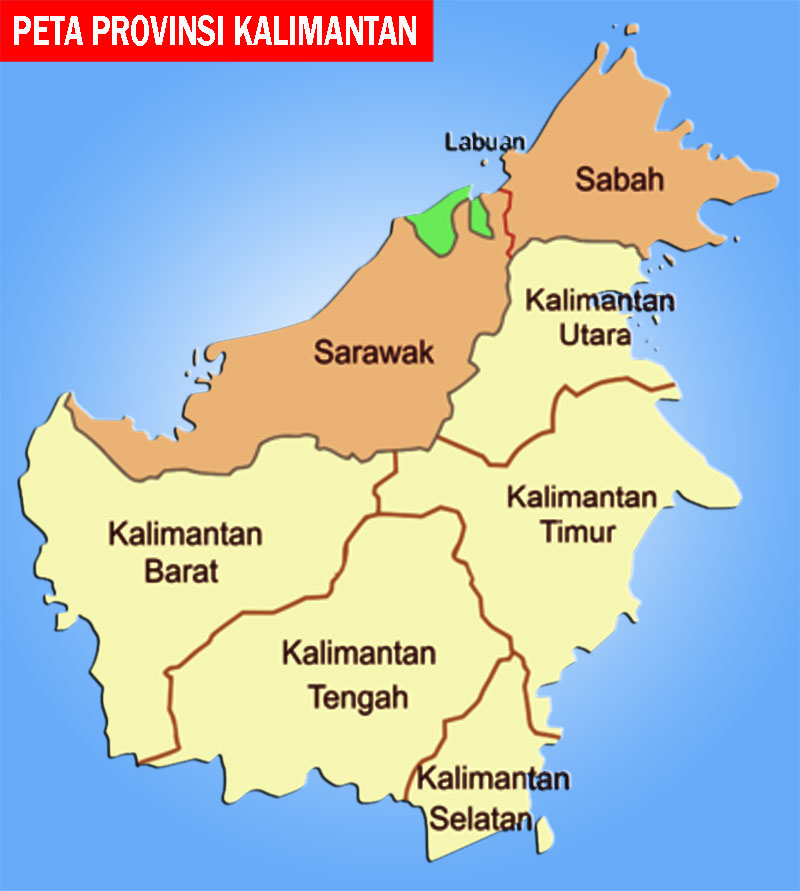 PETA PROVINSI KALIMANTAN
Labuan
Sabah
Kalimantan
Utara
Sarawak
Kalimantan
Timur
Kalimantan
Barat
Kalimantan
Tengah
Kalimantan
Selatan